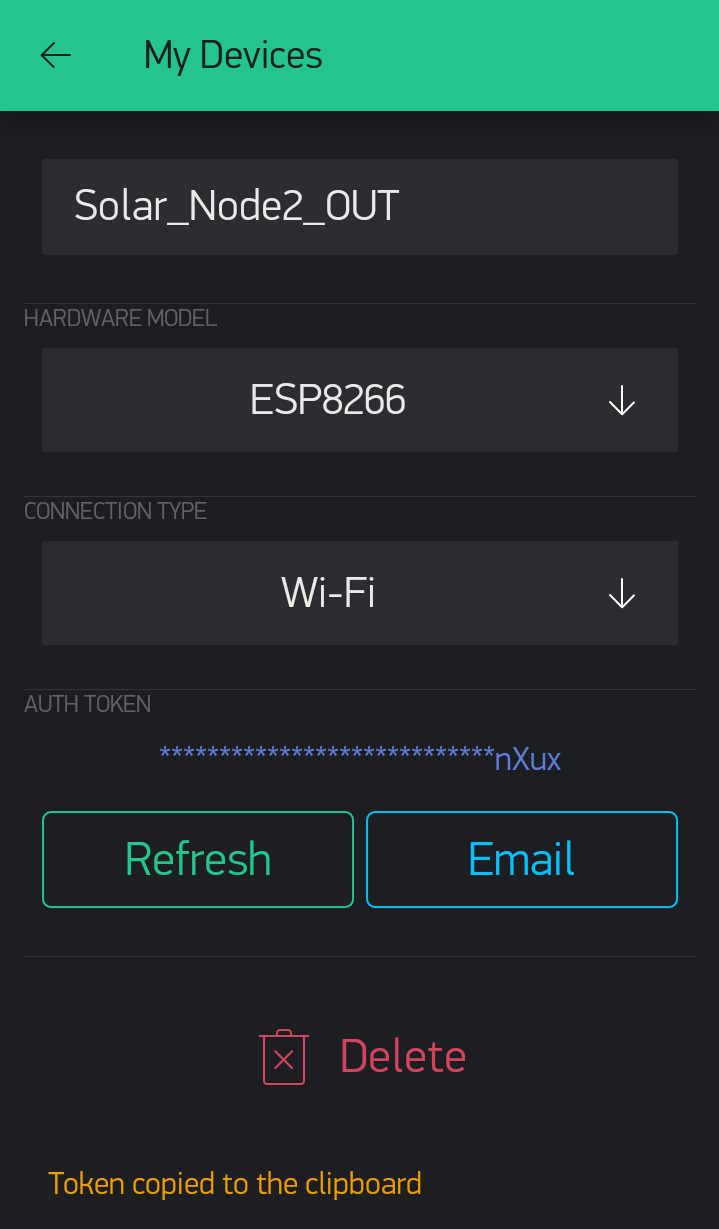 My Devices
Solar_Node2_OUT
HARDWARE MODEL
ESP8266
CONNECTION TYPE
Wi-Fi
AUTH TOKEN
****************************nXux
Refresh Email
Delete
Token copied to the clipboard